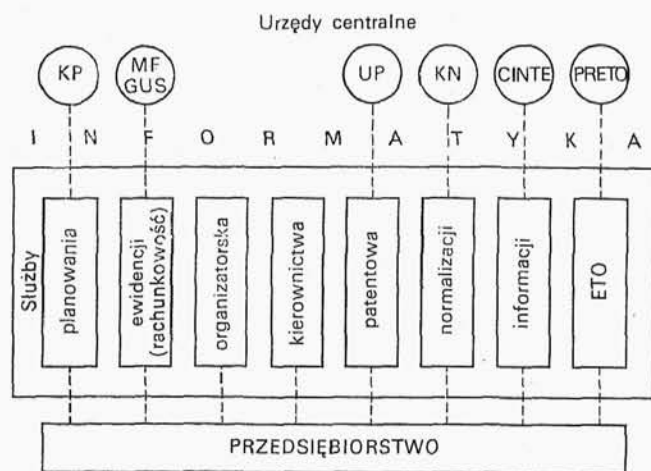 Urzędy centralne
KP
MF
GUS
UP
KN
CINTE
PRETO
I N F O R M A T Y K A
Służby
planowania
ewidencji
(rachunkowość)
organizatorska
kierownictwa
patentowa
normalizacji
informacji
ETO
PRZEDSIĘBIORSTWO